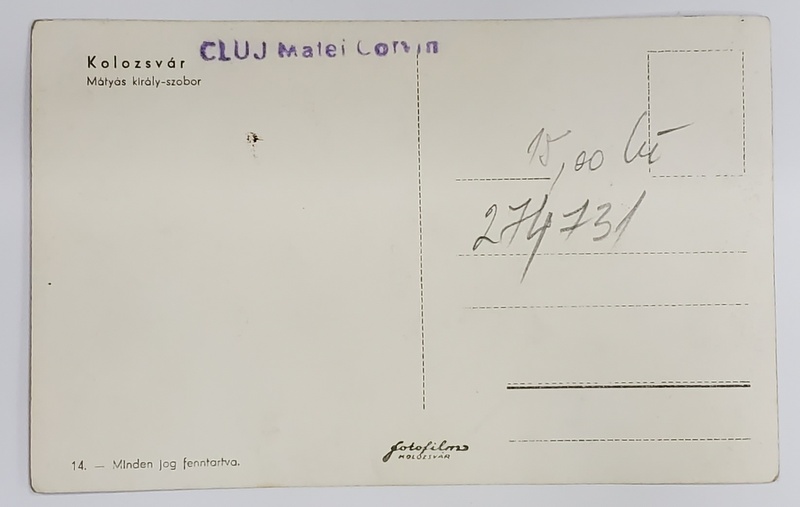 Kolozsvár CLUJ Matei Corvin
Mátyás király-szobor
15,00 lei
274731
14. — Minden jog fenntartva.
fotofilm
KOLOZSVÁR